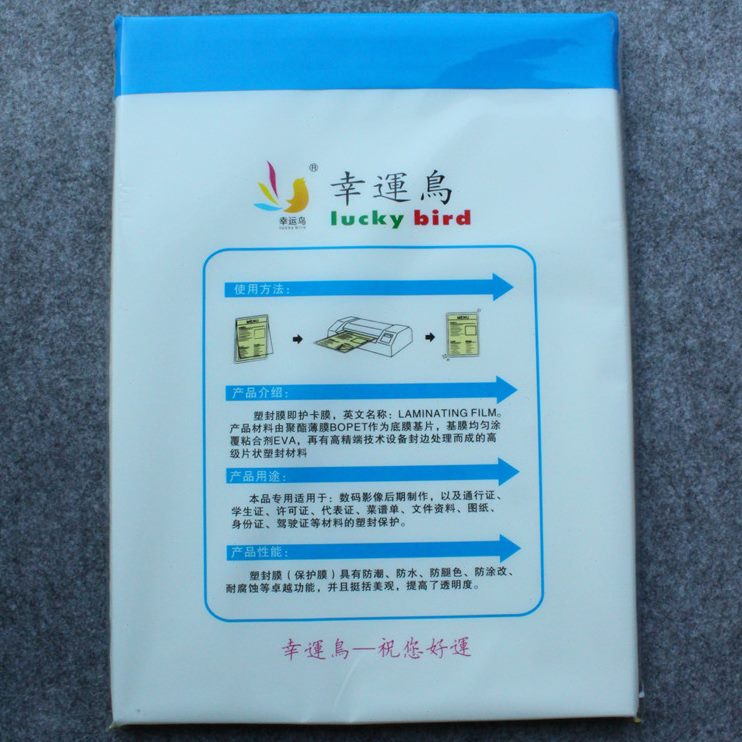 ®
幸運鳥
幸运鸟
lucky bird
使用方法:
MENU
MENU
产品介绍:
塑封膜即护卡膜，英文名称：LAMINATING FILM。
产品材料由聚酯薄膜BOPET作为底膜基片，基膜均匀涂
覆粘合剂EVA，再有高精端技术设备封边处理而成的高
级片状塑封材料
产品用途:
本品专用适用于：数码影像后期制作，以及通行证、
学生证、许可证、代表证、菜谱单、文件资料、图纸、
身份证、驾驶证等材料的塑封保护。
产品性能:
塑封膜（保护膜）具有防潮、防水、防腿色、防涂改、
耐腐蚀等卓越功能，并且挺括美观，提高了透明度。
幸運鳥—祝您好運